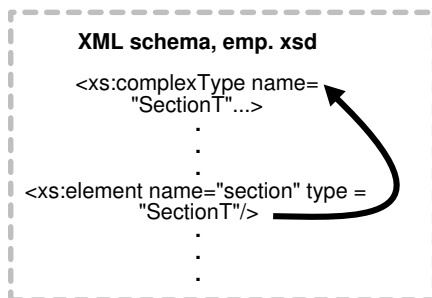 XML schema, emp. xsd
<xs:complexType name=
"SectionT"...>
.
.
.
<xs:element name="section" type =
"SectionT"/>
.
.
.